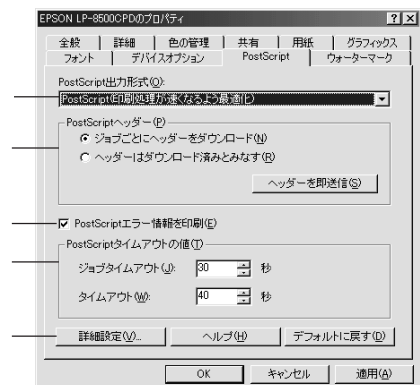 EPSON LP-8500CPDのプロパティ
全般 詳細 色の管理 共有 用紙 グラフィックス
フォント デバイスオプション PostScript ウォーターマーク
PostScript出力形式(O):
PostScript(印刷処理が速くなるよう最適化)
PostScriptヘッダー(P)
ジョブごとにヘッダーをダウンロード(N)
ヘッダーはダウンロード済みとみなす(R)
ヘッダーを即送信(S)
PostScriptエラー情報を印刷(E)
PostScriptタイムアウトの値(T)
ジョブタイムアウト(J): 30 秒
タイムアウト(W): 40 秒
詳細設定(V)... ヘルプ(H) デフォルトに戻す(D)
OK キャンセル 適用(A)